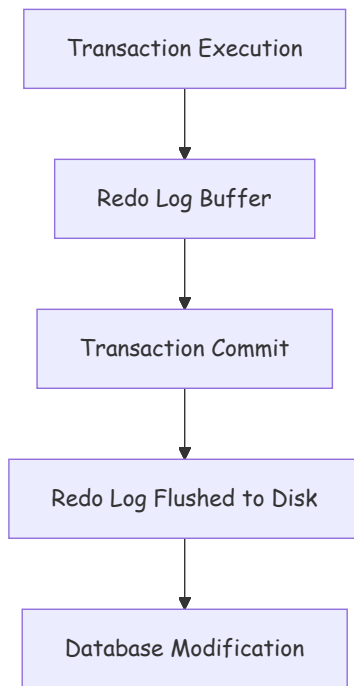 Transaction Execution
Redo Log Buffer
Transaction Commit
Redo Log Flushed to Disk
Database Modification